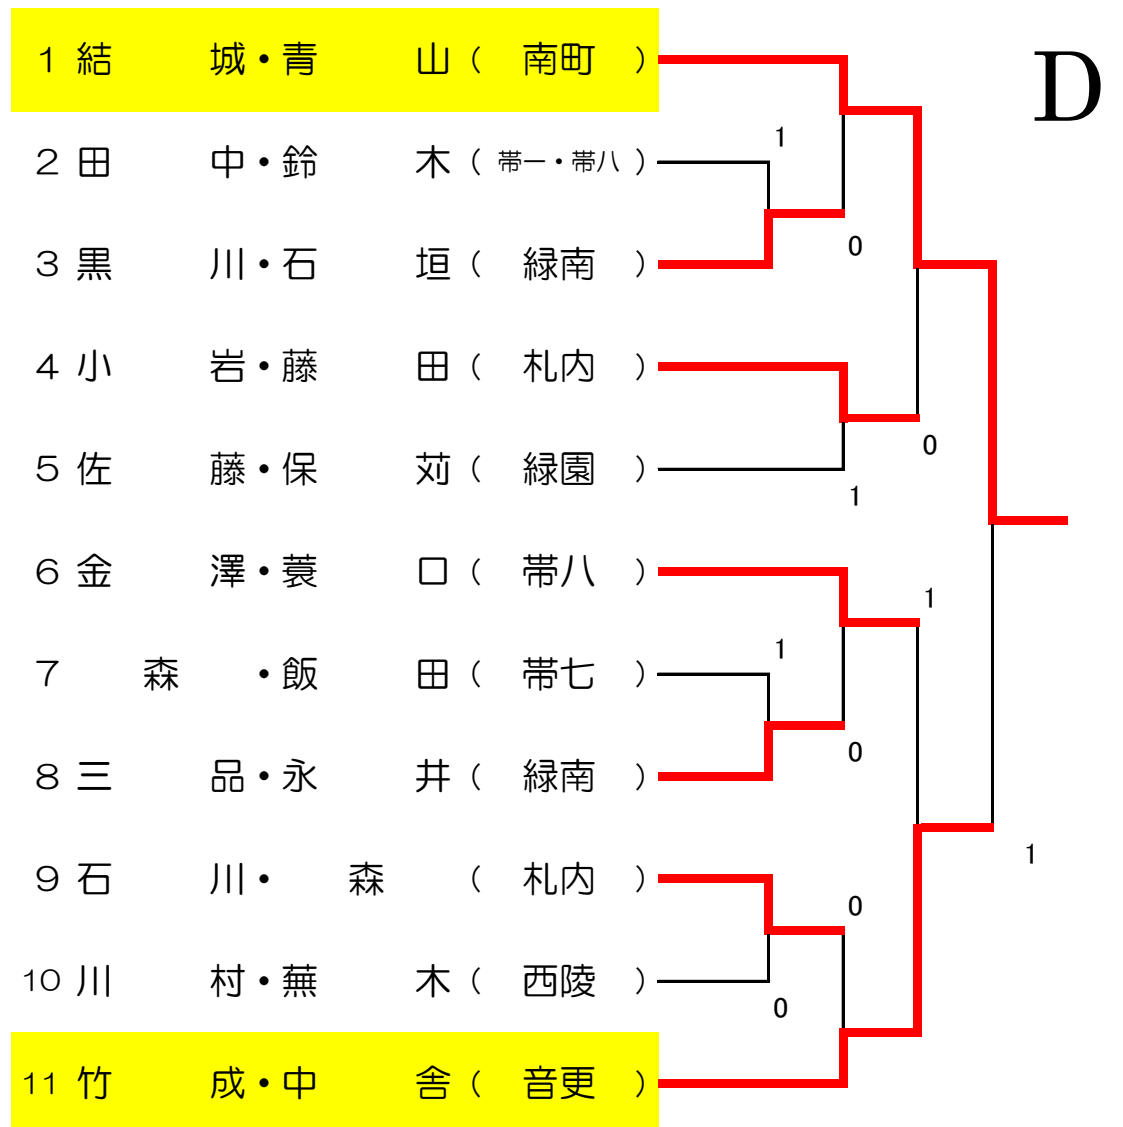 D
1 結城・青山（南町）
2 田中・鈴木（帯一・帯八）
1
3 黒川・石垣（緑南）
0
4 小岩・藤田（札内）
0
5 佐藤・保苅（緑園）
1
6 金澤・蓑口（帯八）
1
7 森・飯田（帯七）
1
8 三品・永井（緑南）
0
9 石川・森（札内）
1
0
10 川村・蕪木（西陵）
0
11 竹成・中舎（音更）